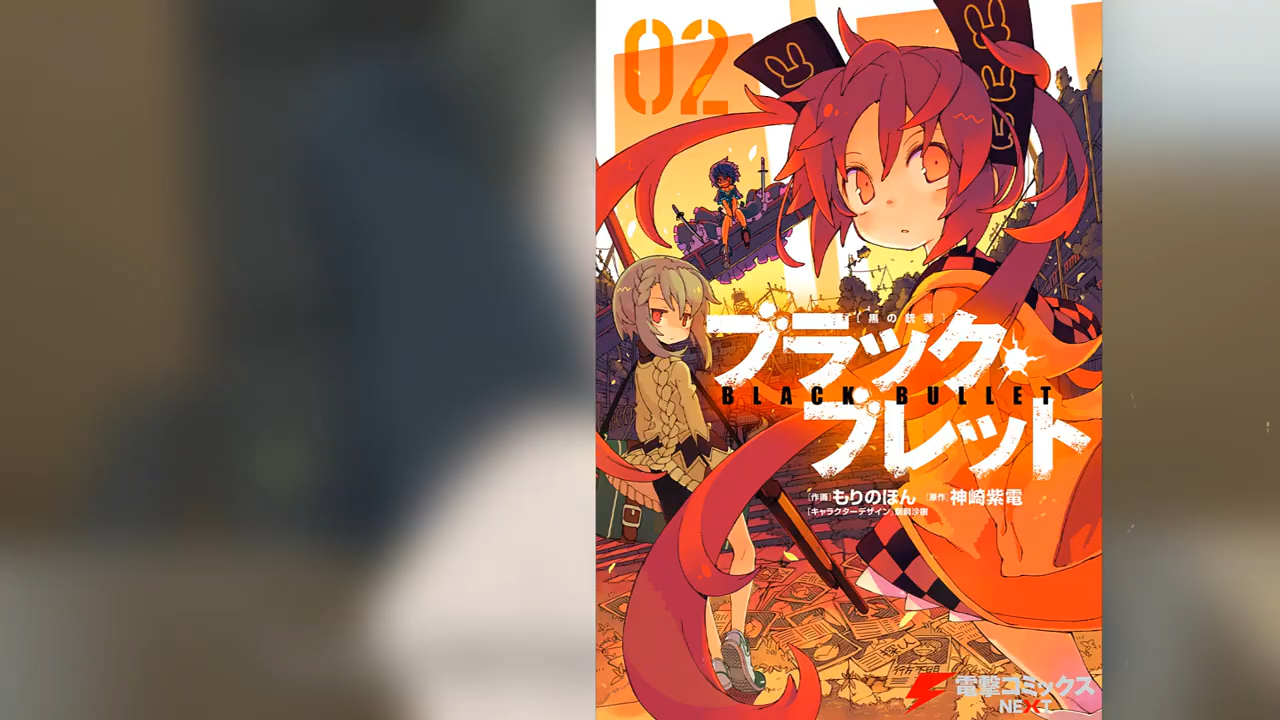 02
[黒の銃弾]
ブラック・
BLACK BULLET
ブレット
[作画]もりのほん [原作]神崎紫電
[キャラクターデザイン]鵜飼沙樹
電撃コミックス
NEXT